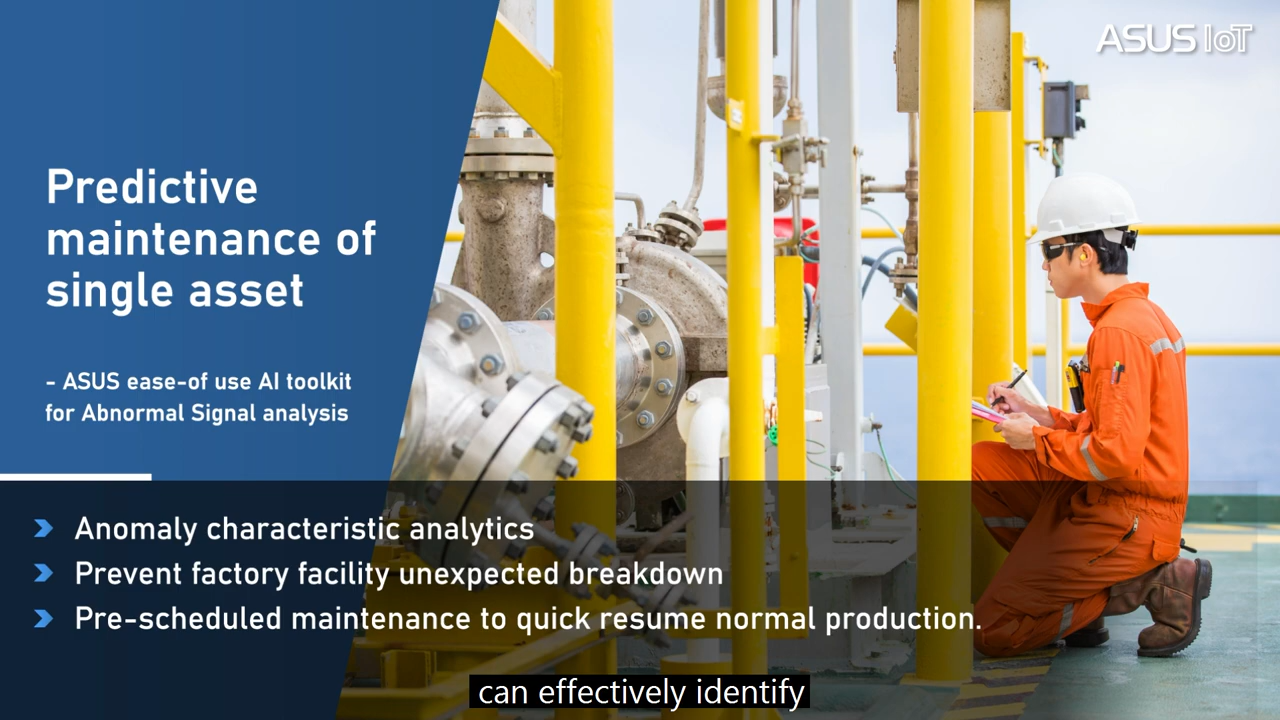 ASUS IoT
Predictive
maintenance of
single asset
- ASUS ease-of use AI toolkit
for Abnormal Signal analysis
Anomaly characteristic analytics
Prevent factory facility unexpected breakdown
Pre-scheduled maintenance to quick resume normal production.
can effectively identify